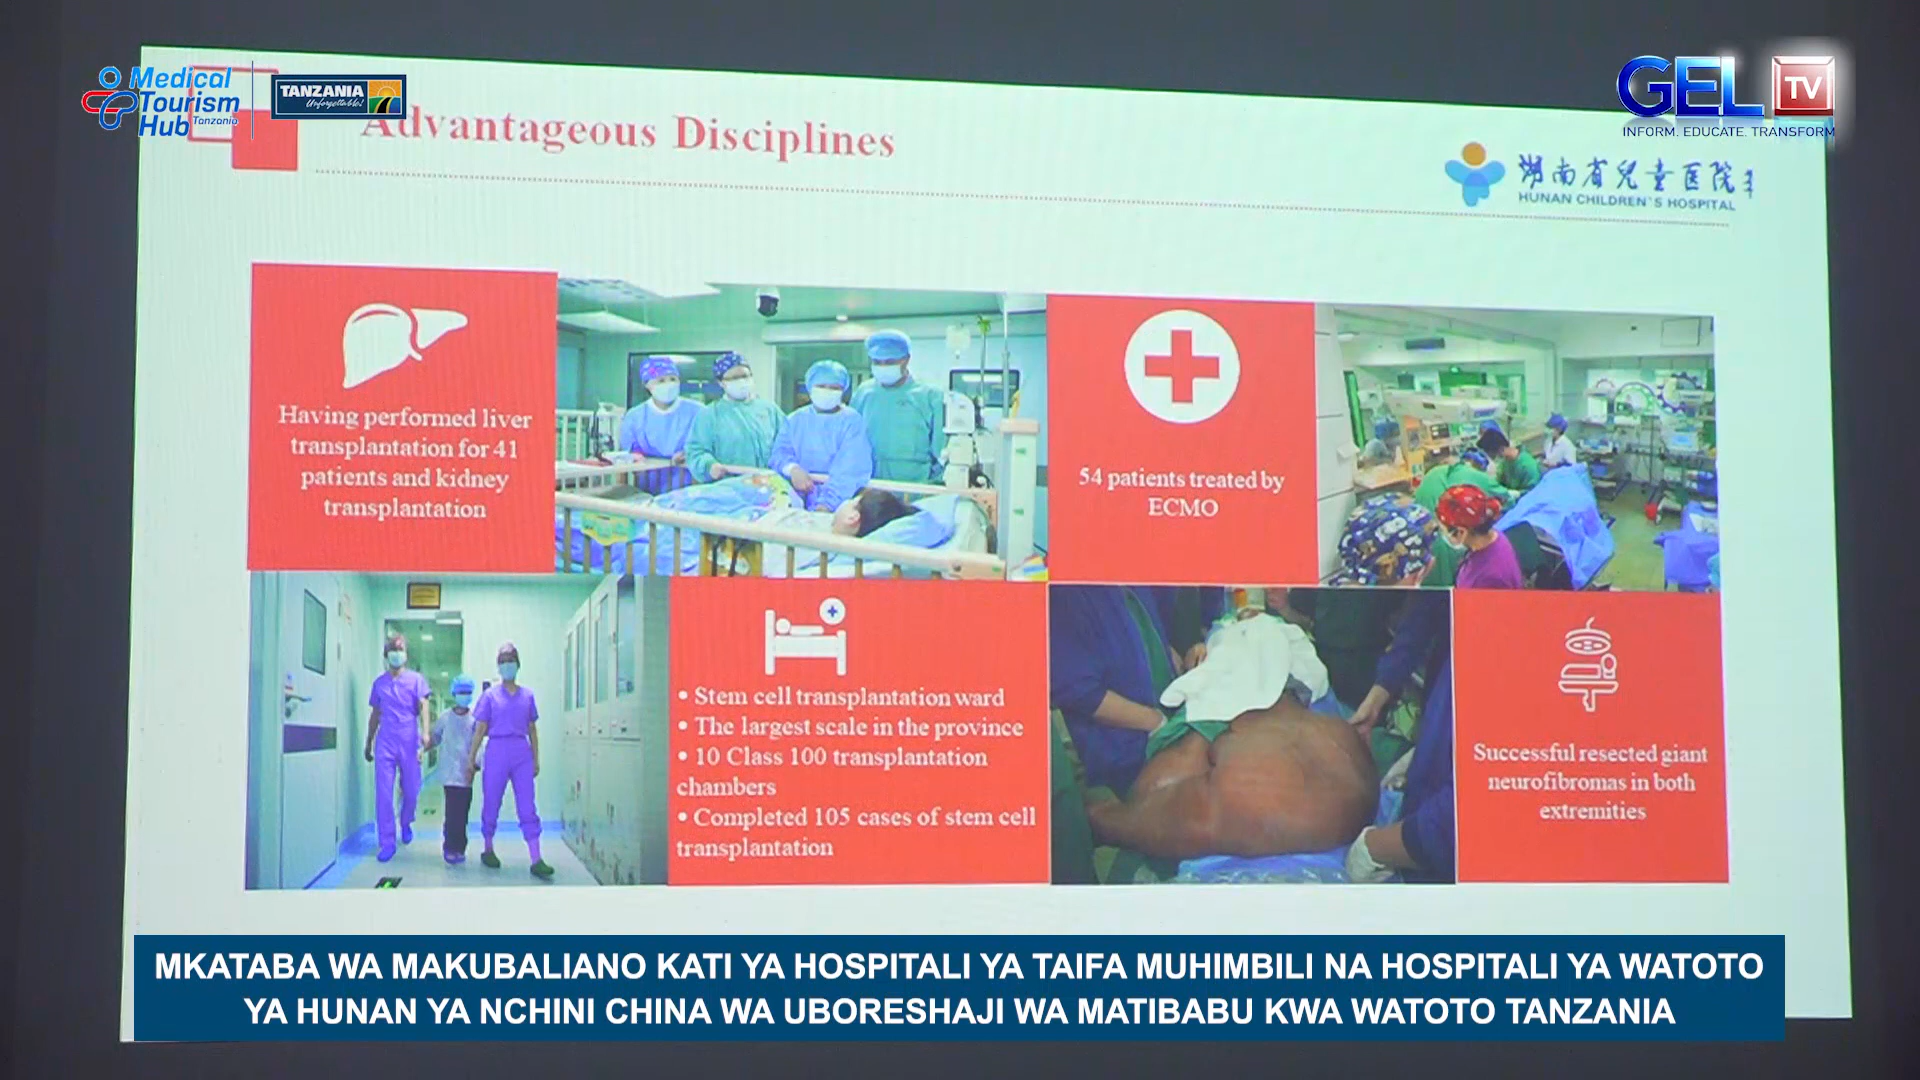 Medical
Tourism
Hub Tanzania
TANZANIA
Unforgettable!
GEL TV
INFORM. EDUCATE. TRANSFORM
Advantageous Disciplines
湖南省兒童医院
HUNAN CHILDREN'S HOSPITAL
Having performed liver
transplantation for 41
patients and kidney
transplantation
54 patients treated by
ECMO
• Stem cell transplantation ward
• The largest scale in the province
• 10 Class 100 transplantation
chambers
• Completed 105 cases of stem cell
transplantation
Successful resected giant
neurofibromas in both
extremities
MKATABA WA MAKUBALIANO KATI YA HOSPITALI YA TAIFA MUHIMBILI NA HOSPITALI YA WATOTO
YA HUNAN YA NCHINI CHINA WA UBORESHAJI WA MATIBABU KWA WATOTO TANZANIA